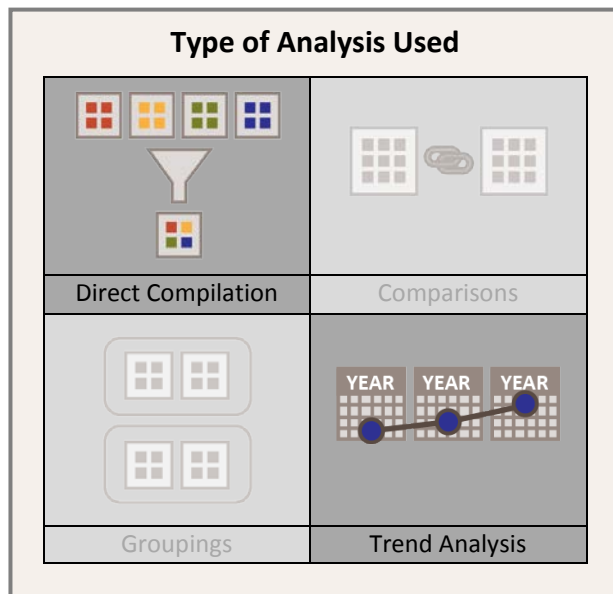 Type of Analysis Used
Direct Compilation
Comparisons
YEAR YEAR YEAR
Groupings
Trend Analysis